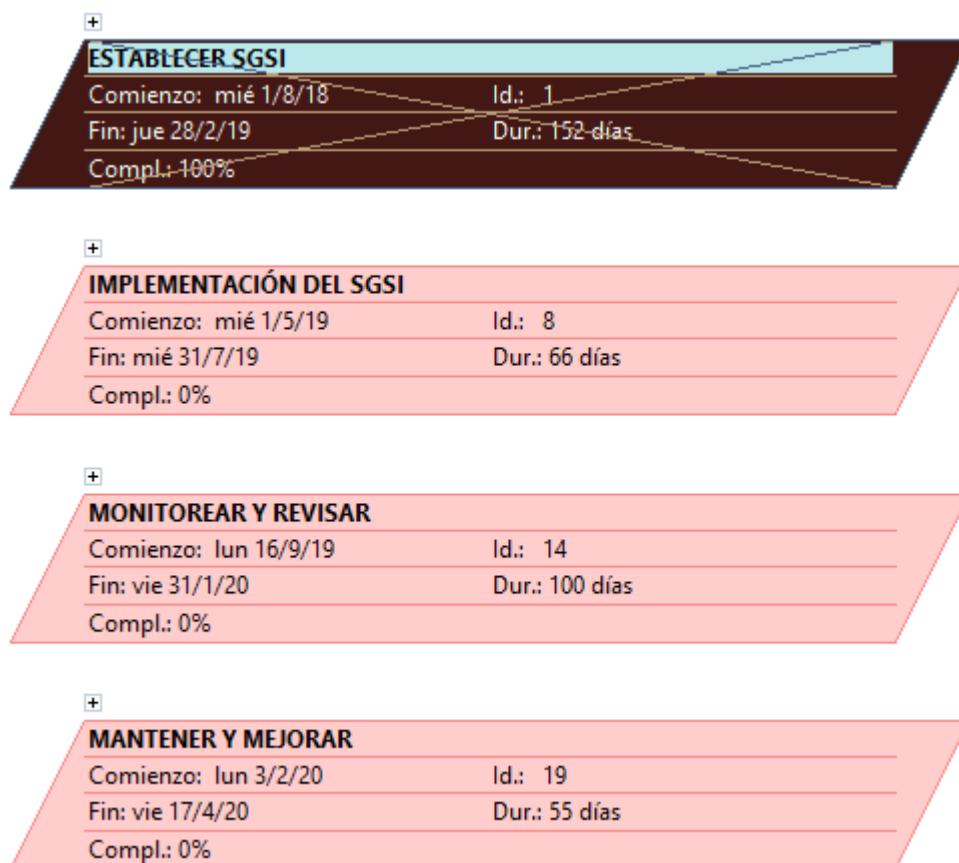 ESTABLECER SGSI
Comienzo: mié 1/8/18 Id.: 1
Fin: jue 28/2/19 Dur.: 152 días
Compl.: 100%
IMPLEMENTACIÓN DEL SGSI
Comienzo: mié 1/5/19 Id.: 8
Fin: mié 31/7/19 Dur.: 66 días
Compl.: 0%
MONITOREAR Y REVISAR
Comienzo: lun 16/9/19 Id.: 14
Fin: vie 31/1/20 Dur.: 100 días
Compl.: 0%
MANTENER Y MEJORAR
Comienzo: lun 3/2/20 Id.: 19
Fin: vie 17/4/20 Dur.: 55 días
Compl.: 0%